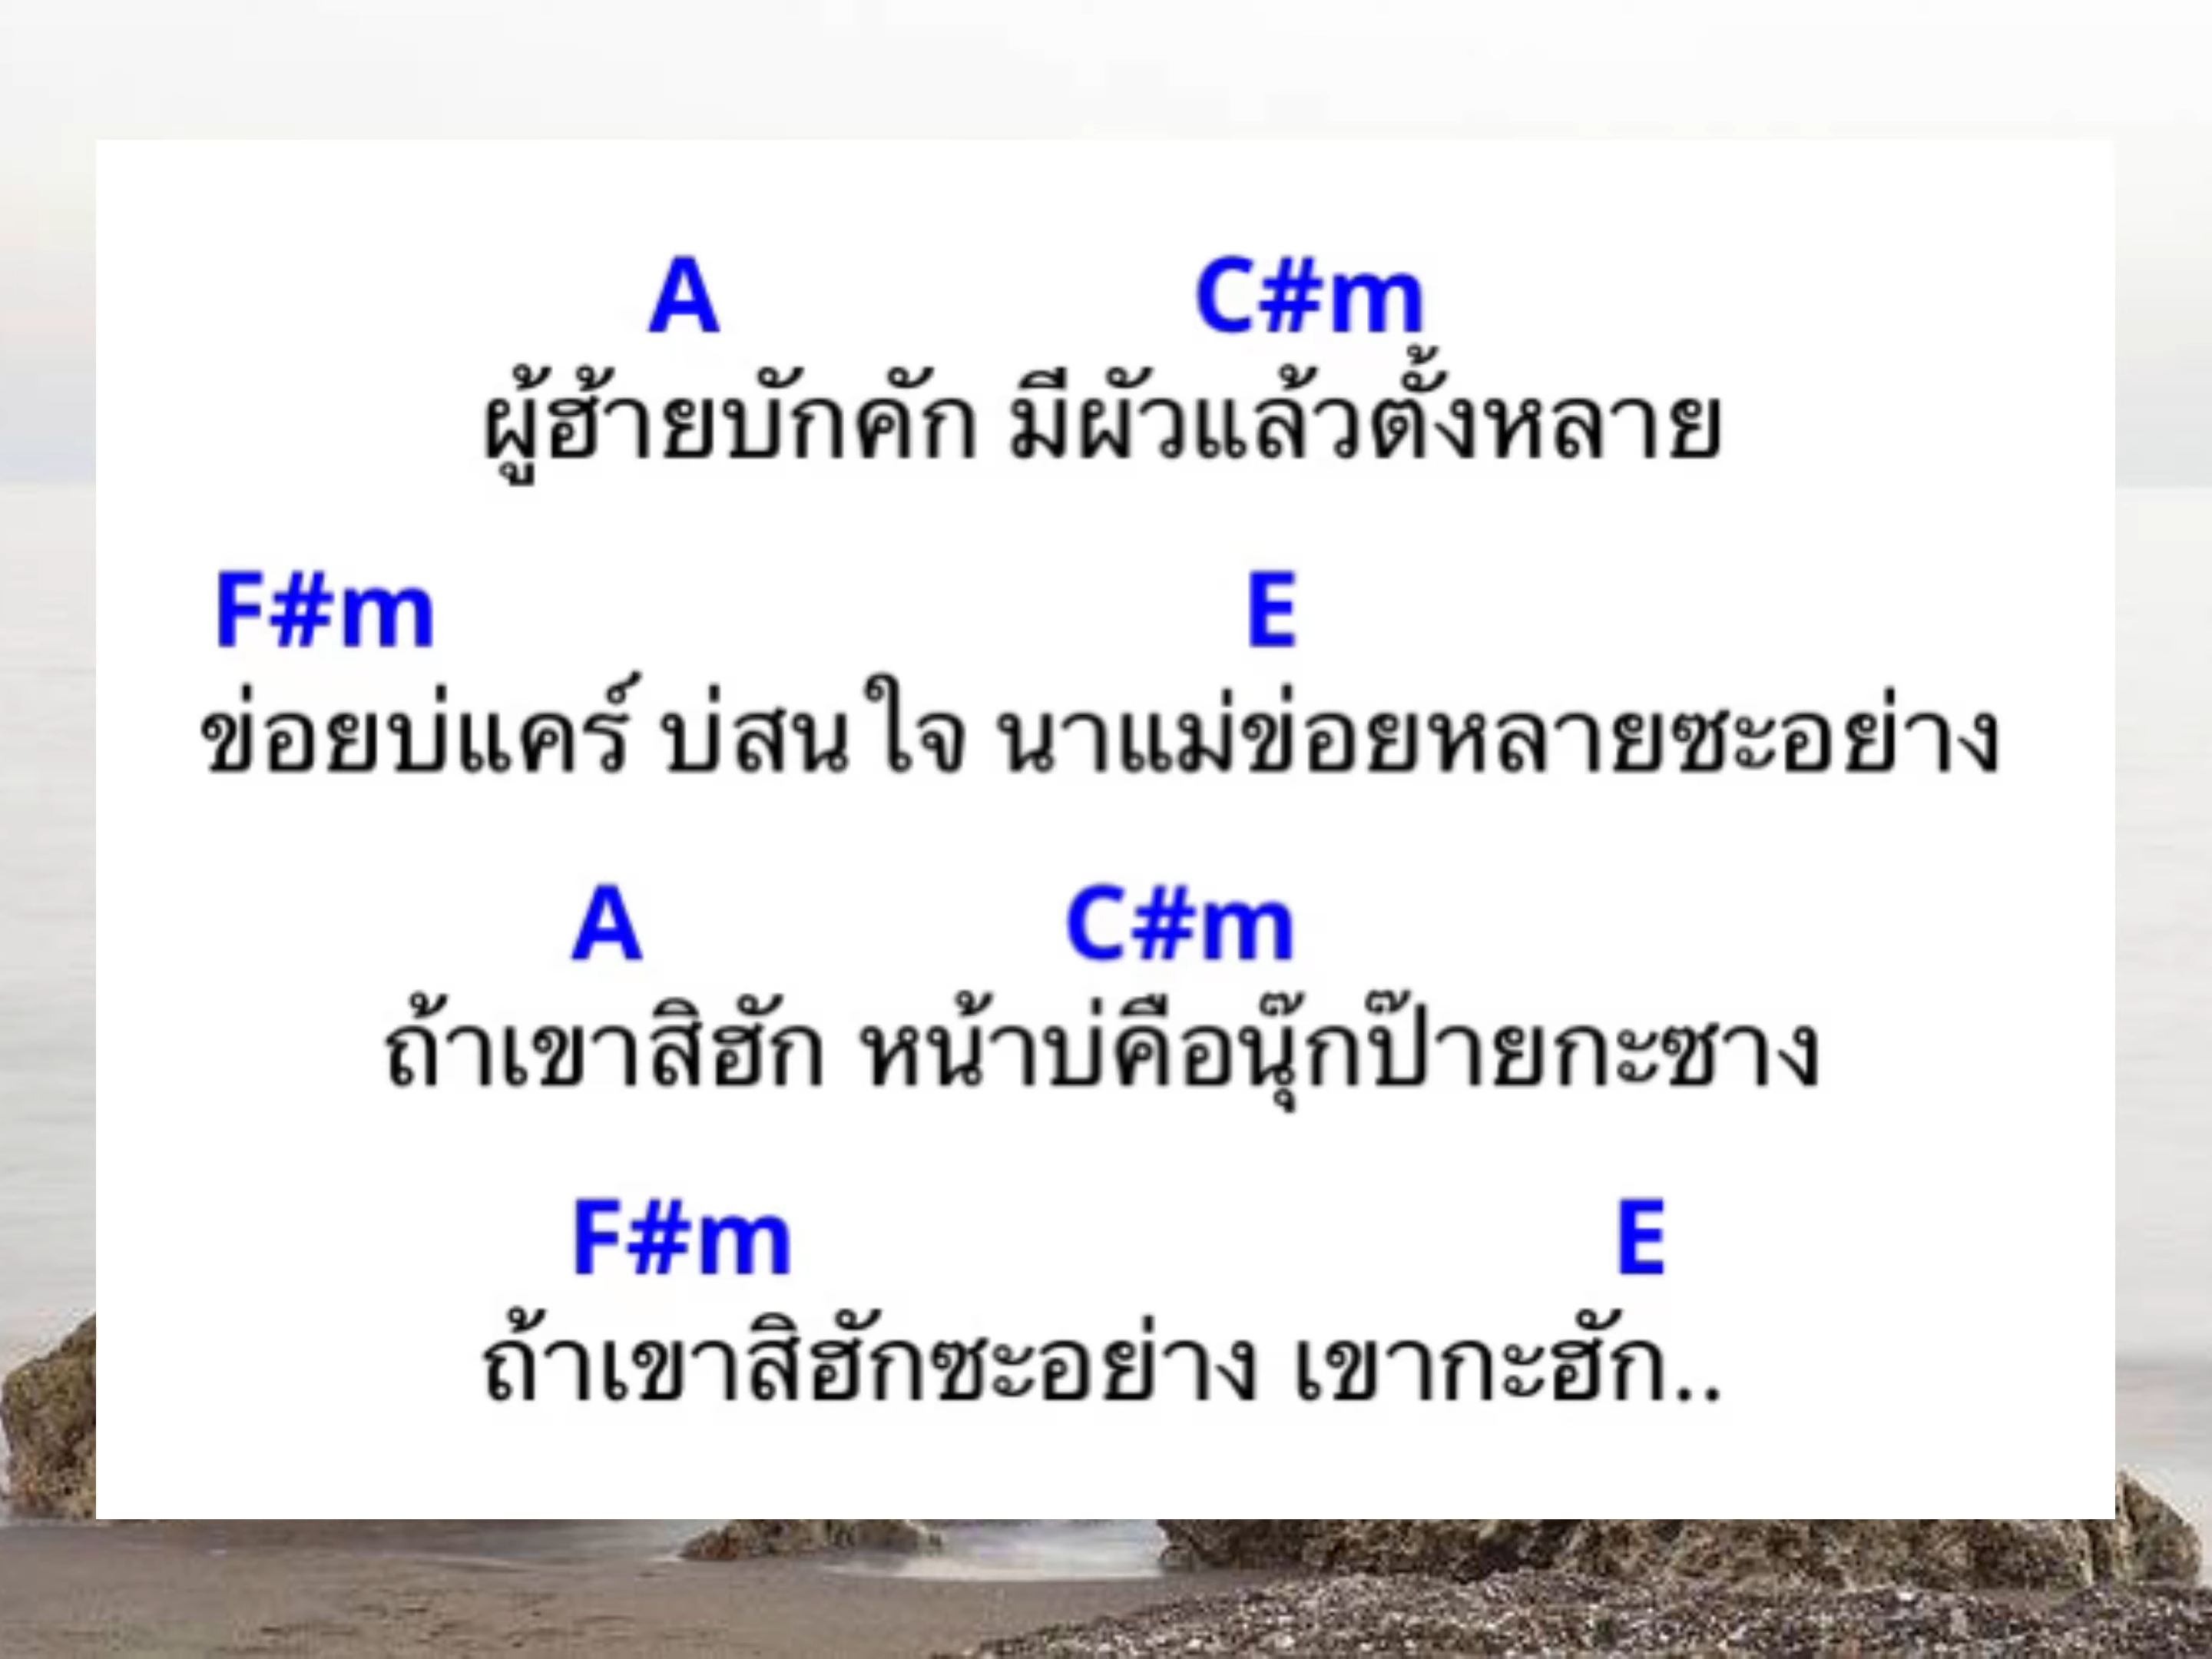 A C#m
ผู้ฮ้ายบักคัก มีผัวแล้วตั้งหลาย
F#m E
ข่อยบ่แคร์ บ่สนใจ นาแม่ข่อยหลายซะอย่าง
A C#m
ถ้าเขาสิฮัก หน้าบ่คือนุ๊กป๊ายกะซาง
F#m E
ถ้าเขาสิฮักซะอย่าง เขากะฮัก..